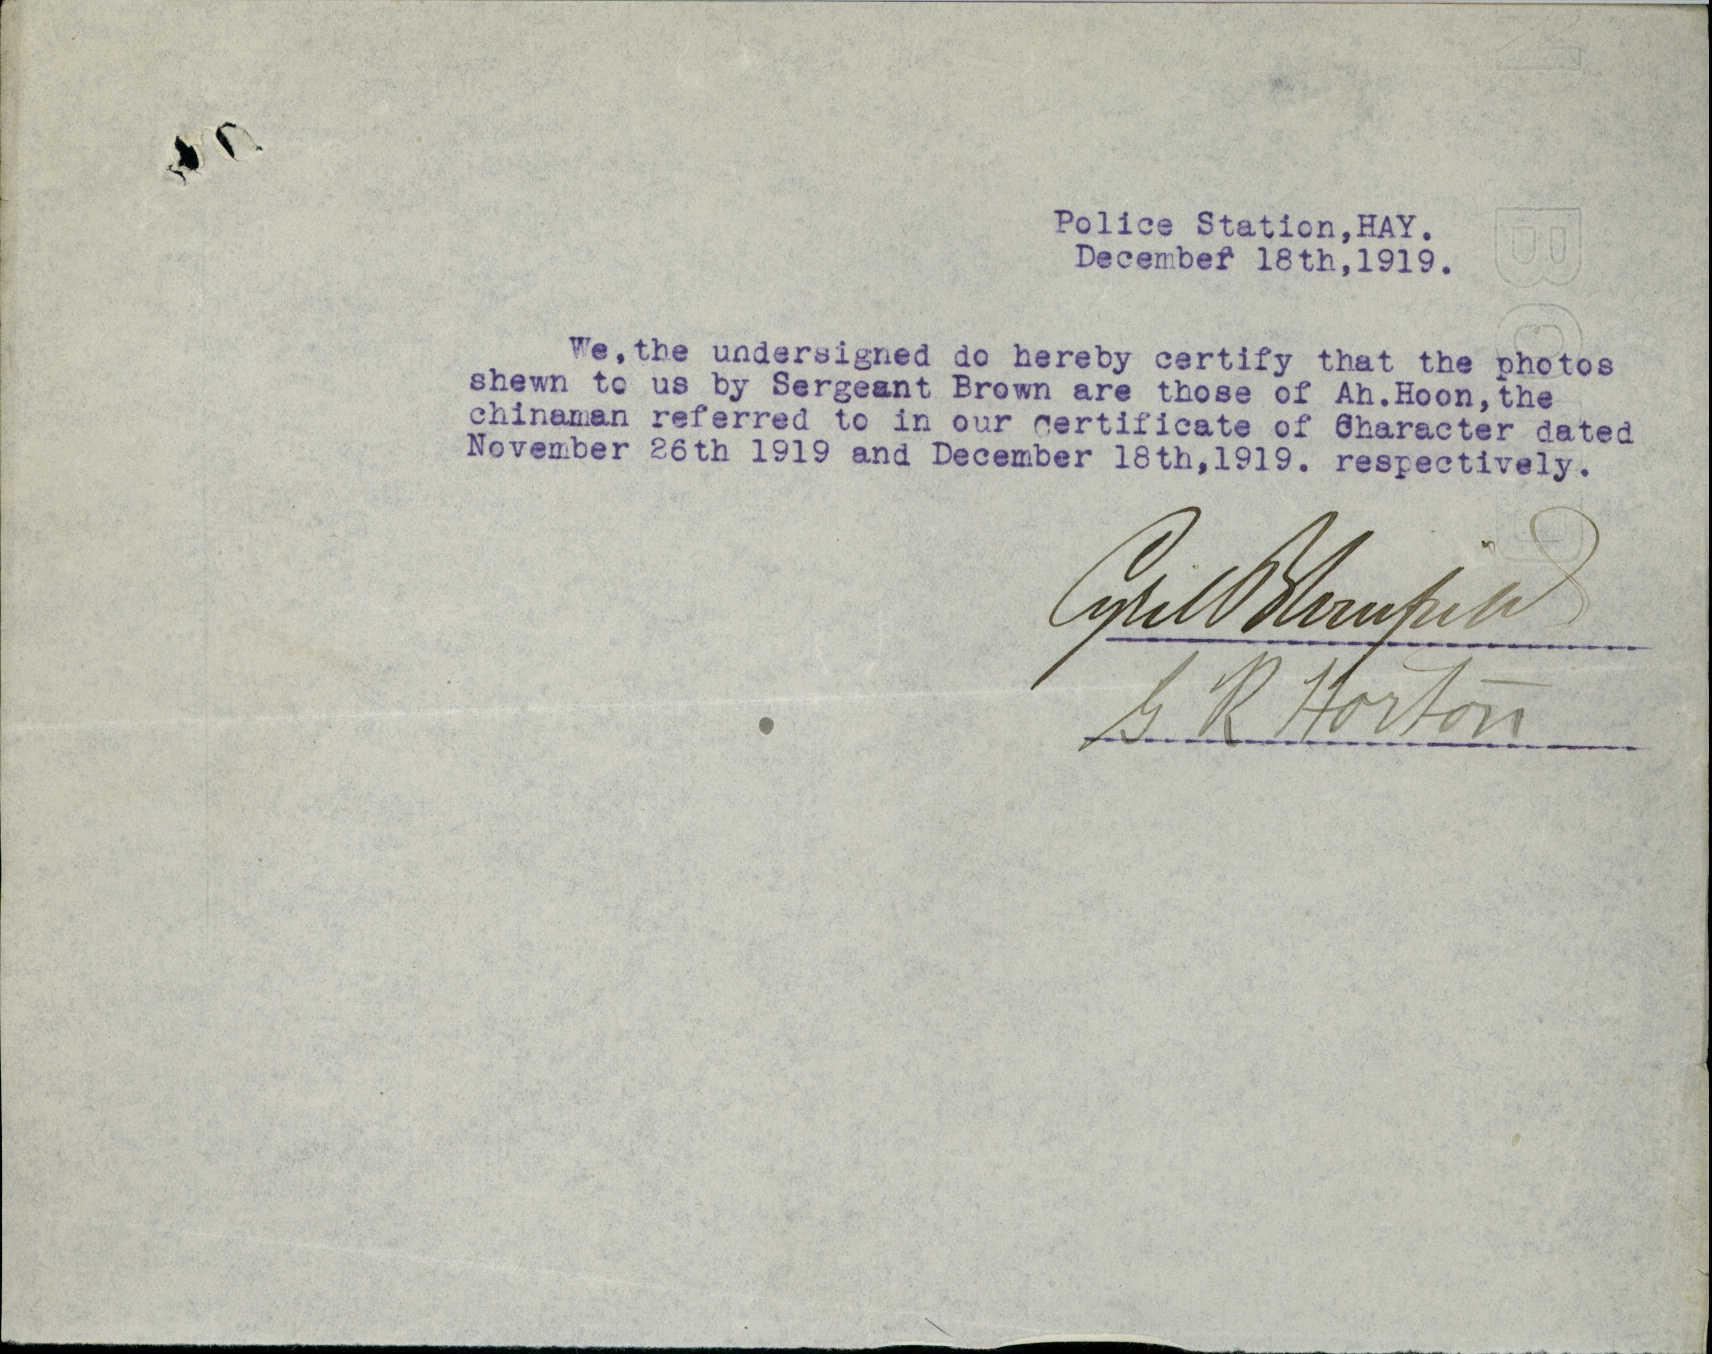 Police Station,HAY.
December 18th,1919.
We,the undersigned do hereby certify that the photos
shewn to us by Sergeant Brown are those of Ah.Hoon,the
chinaman referred to in our certificate of Character dated
November 26th 1919 and December 18th,1919. respectively.
Cyril Blumfield
G R Horton